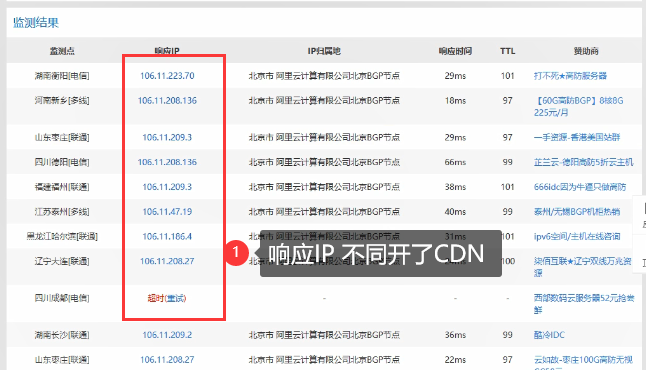 监测结果
监测点 响应IP IP归属地 响应时间 TTL 赞助商
湖南衡阳[电信] 106.11.223.70 北京市 阿里云计算有限公司北京BGP节点 29ms 101 打不死★高防服务器
河南新乡[多线] 106.11.208.136 北京市 阿里云计算有限公司北京BGP节点 18ms 97 【60G高防BGP】8核8G
225元/月
山东枣庄[联通] 106.11.209.3 北京市 阿里云计算有限公司北京BGP节点 29ms 97 一手资源-香港美国站群
四川德阳[电信] 106.11.208.136 北京市 阿里云计算有限公司北京BGP节点 66ms 99 芷兰云-德阳高防5折云主机
福建福州[联通] 106.11.209.3 北京市 阿里云计算有限公司北京BGP节点 38ms 101 666idc因为牛逼只做高防
江苏泰州[多线] 106.11.47.19 北京市 阿里云计算有限公司北京BGP节点 40ms 99 泰州/无锡BGP机柜热销
黑龙江哈尔滨[联通] 106.11.186.4 北京市 阿里云计算有限公司北京BGP节点 31ms 101 ipv6空间/主机在线咨询
辽宁大连[联通] 106.11.208.27 100 柒佰互联★辽宁双线万兆资
源
1 响应IP 不同开了CDN
四川成都[电信] 超时(重试) - - - 西部数码云服务器52元抢尝
鲜
湖南长沙[联通] 106.11.209.2 北京市 阿里云计算有限公司北京BGP节点 36ms 99 酷冷IDC
山东枣庄[联通] 106.11.208.27 北京市 阿里云计算有限公司北京BGP节点 22ms 97 云如故-枣庄100G高防无视